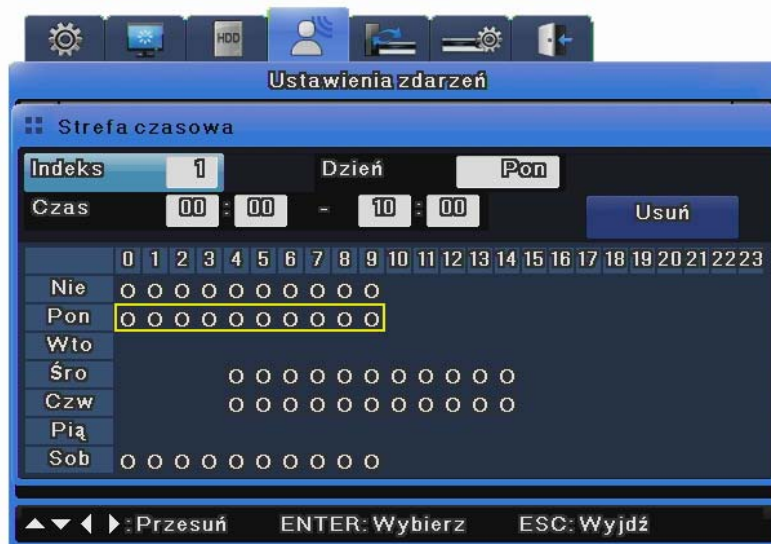 HDD
Ustawienia zdarzeń
Strefa czasowa
Indeks 1 Dzień Pon
Czas 00 : 00 - 10 : 00 Usuń
0 1 2 3 4 5 6 7 8 9 10 11 12 13 14 15 16 17 18 19 20 21 22 23
Nie O O O O O O O O O O
Pon O O O O O O O O O O
Wto
Śro O O O O O O O O O O O
Czw O O O O O O O O O O O
Pią
Sob O O O O O O O O O O
:Przesuń ENTER:Wybierz ESC:Wyjdź